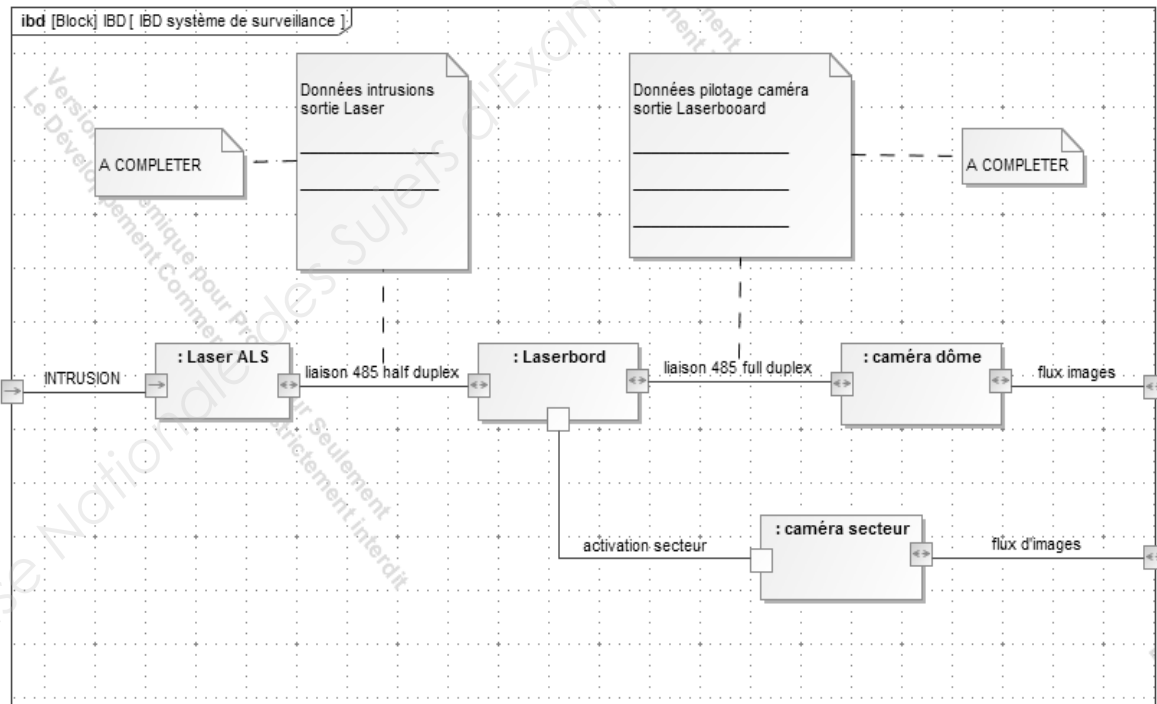 ibd [Block] IBD [ IBD système de surveillance ]
Données intrusions
sortie Laser
Données pilotage caméra
sortie Laserbooard
A COMPLETER
A COMPLETER
: Laser ALS
: Laserbord
: caméra dôme
INTRUSION
liaison 485 half duplex
liaison 485 full duplex
flux images
: caméra secteur
activation secteur
flux d'images